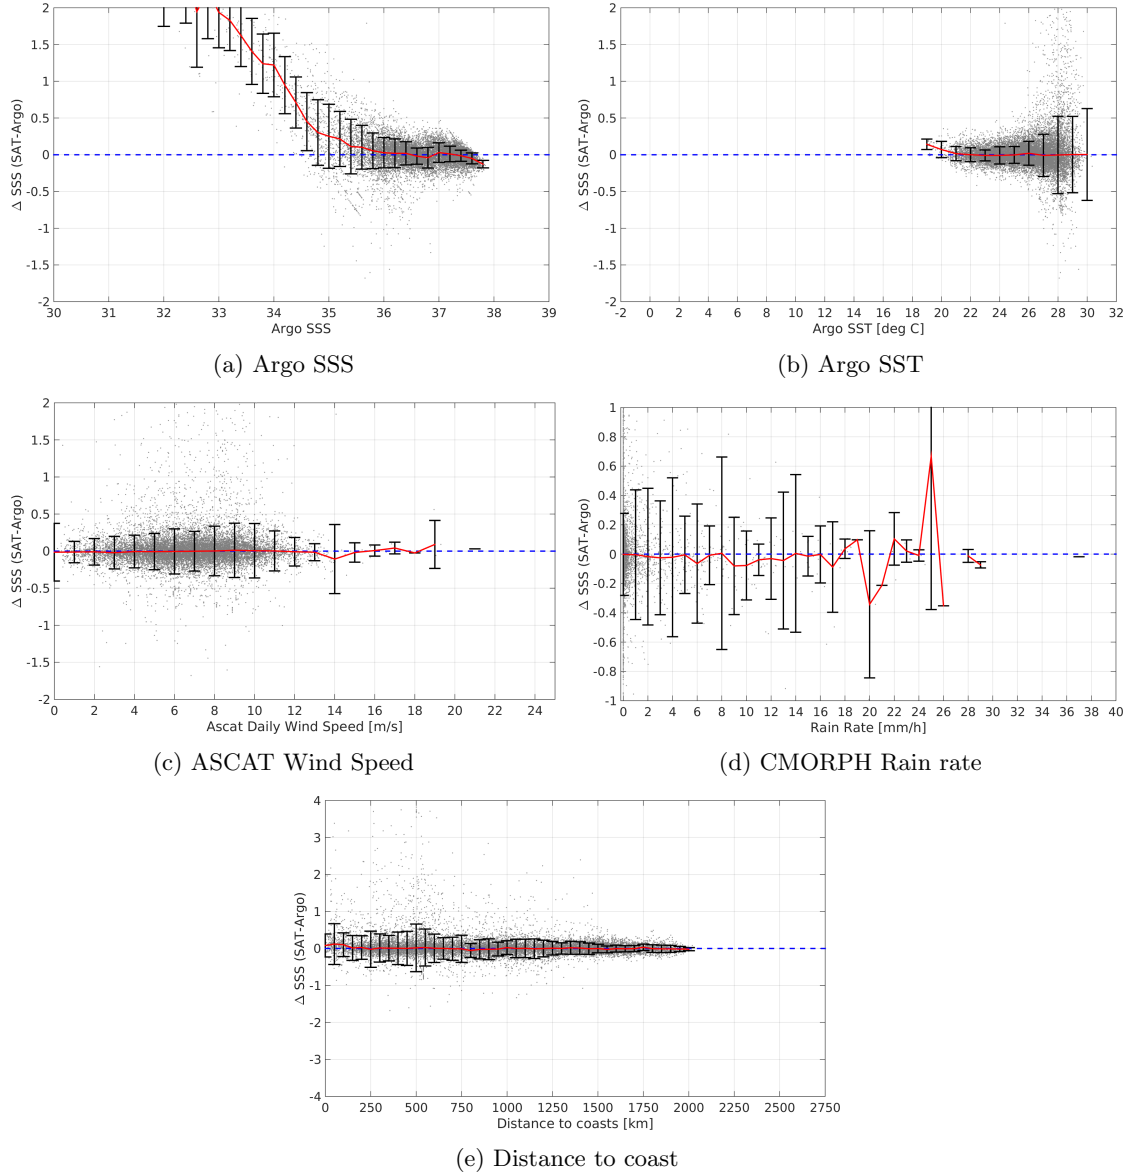 2
1.5
1
0.5
0
-0.5
-1
-1.5
-2
Δ SSS (SAT-Argo)
30 31 32 33 34 35 36 37 38 39
Argo SSS
(a) Argo SSS
2
1.5
1
0.5
0
-0.5
-1
-1.5
-2
Δ SSS (SAT-Argo)
-2 0 2 4 6 8 10 12 14 16 18 20 22 24 26 28 30 32
Argo SST [deg C]
(b) Argo SST
2
1.5
1
0.5
0
-0.5
-1
-1.5
-2
Δ SSS (SAT-Argo)
0 2 4 6 8 10 12 14 16 18 20 22 24
Ascat Daily Wind Speed [m/s]
(c) ASCAT Wind Speed
1
0.8
0.6
0.4
0.2
0
-0.2
-0.4
-0.6
-0.8
-1
Δ SSS (SAT-Argo)
0 2 4 6 8 10 12 14 16 18 20 22 24 26 28 30 32 34 36 38 40
Rain Rate [mm/h]
(d) CMORPH Rain rate
4
3
2
1
0
-1
-2
-3
-4
Δ SSS (SAT-Argo)
0 250 500 750 1000 1250 1500 1750 2000 2250 2500 2750
Distance to coasts [km]
(e) Distance to coast